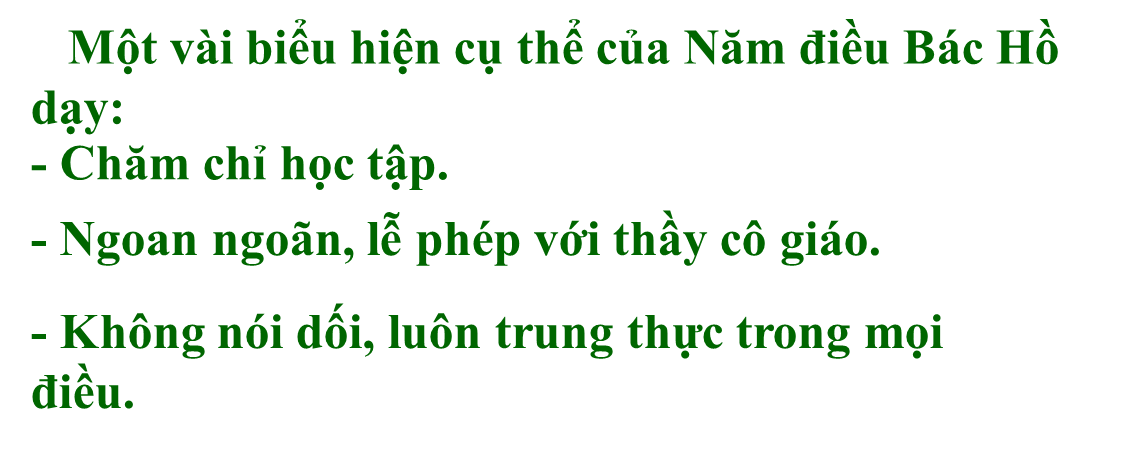 Một vài biểu hiện cụ thể của Năm điều Bác Hồ
dạy:
- Chăm chỉ học tập.
- Ngoan ngoãn, lễ phép với thầy cô giáo.
- Không nói dối, luôn trung thực trong mọi
điều.